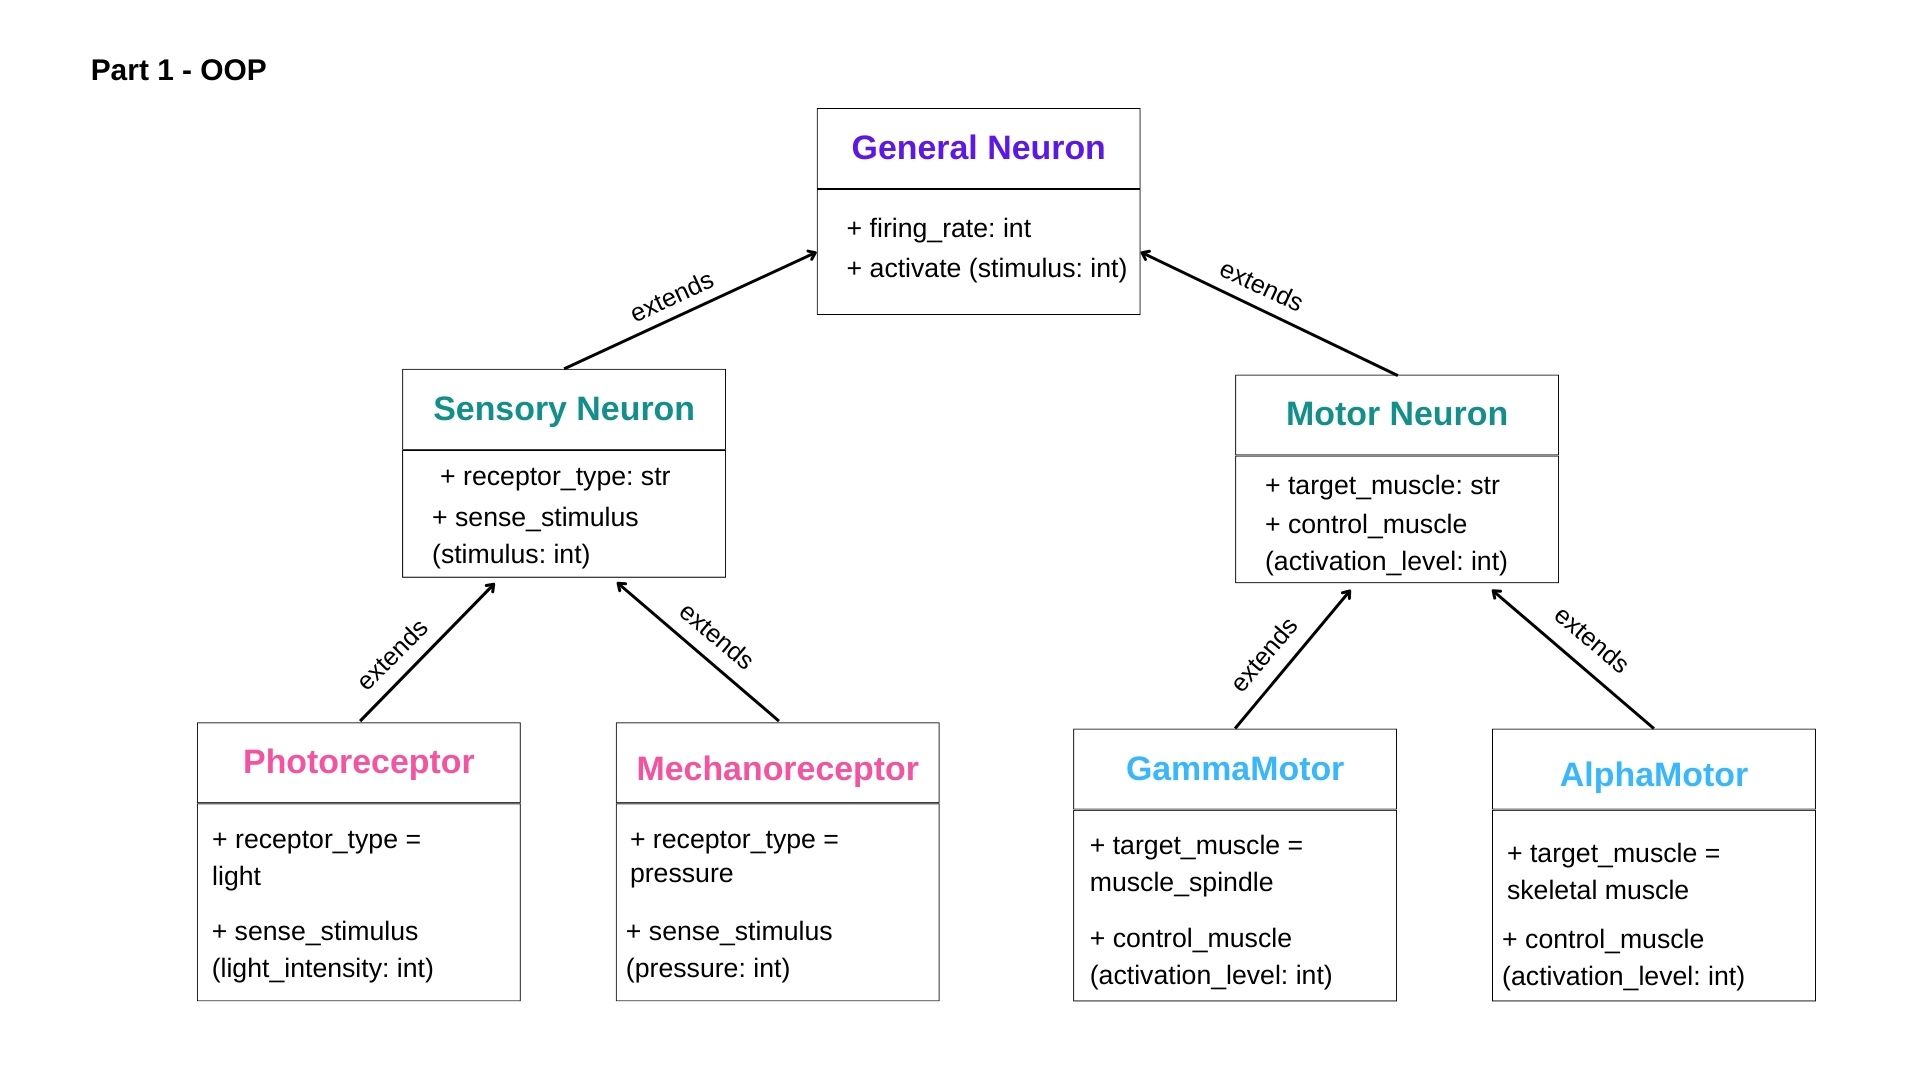 Part 1 - OOP
General Neuron
+ firing_rate: int
+ activate (stimulus: int)
extends
extends
Sensory Neuron
+ receptor_type: str
+ sense_stimulus
(stimulus: int)
Motor Neuron
+ target_muscle: str
+ control_muscle
(activation_level: int)
extends
extends
extends
extends
Photoreceptor
+ receptor_type =
light
+ sense_stimulus
(light_intensity: int)
Mechanoreceptor
+ receptor_type =
pressure
+ sense_stimulus
(pressure: int)
GammaMotor
+ target_muscle =
muscle_spindle
+ control_muscle
(activation_level: int)
AlphaMotor
+ target_muscle =
skeletal muscle
+ control_muscle
(activation_level: int)